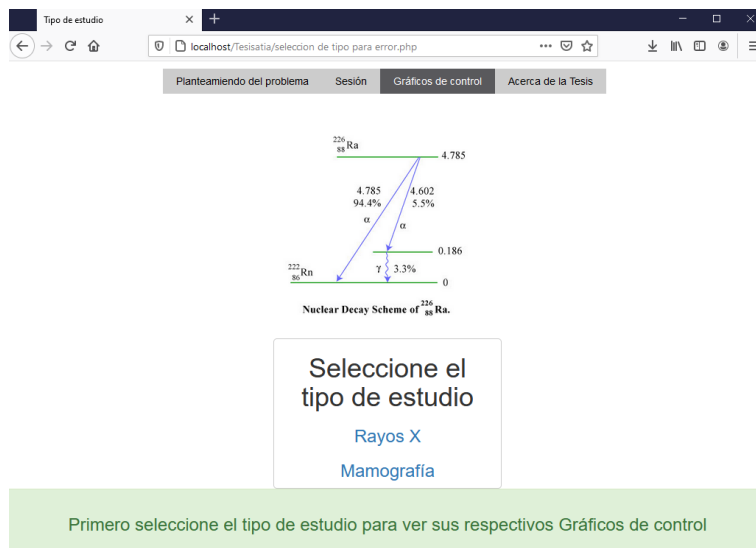 Tipo de estudio
localhost/Tesisatia/seleccion de tipo para error.php
Planteamiendo del problema Sesión Gráficos de control Acerca de la Tesis
226
88 Ra
4.785
4.785 4.602
94.4% 5.5%
α
α
0.186
222
86 Rn
γ 3.3%
0
Nuclear Decay Scheme of 226 88 Ra.
Seleccione el
tipo de estudio
Rayos X
Mamografía
Primero seleccione el tipo de estudio para ver sus respectivos Gráficos de control